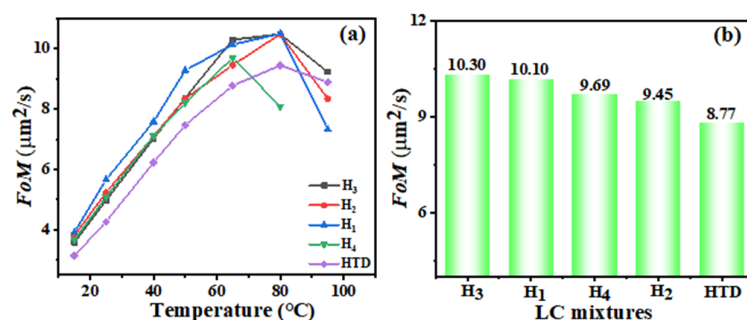 (a)
FoM (μm²/s)
10
8
6
4
H₃
H₂
H₁
H₄
HTD
20 40 60 80 100
Temperature (°C)
(b)
FoM (μm²/s)
12
9
6
10.30 10.10 9.69 9.45 8.77
H₃ H₁ H₄ H₂ HTD
LC mixtures